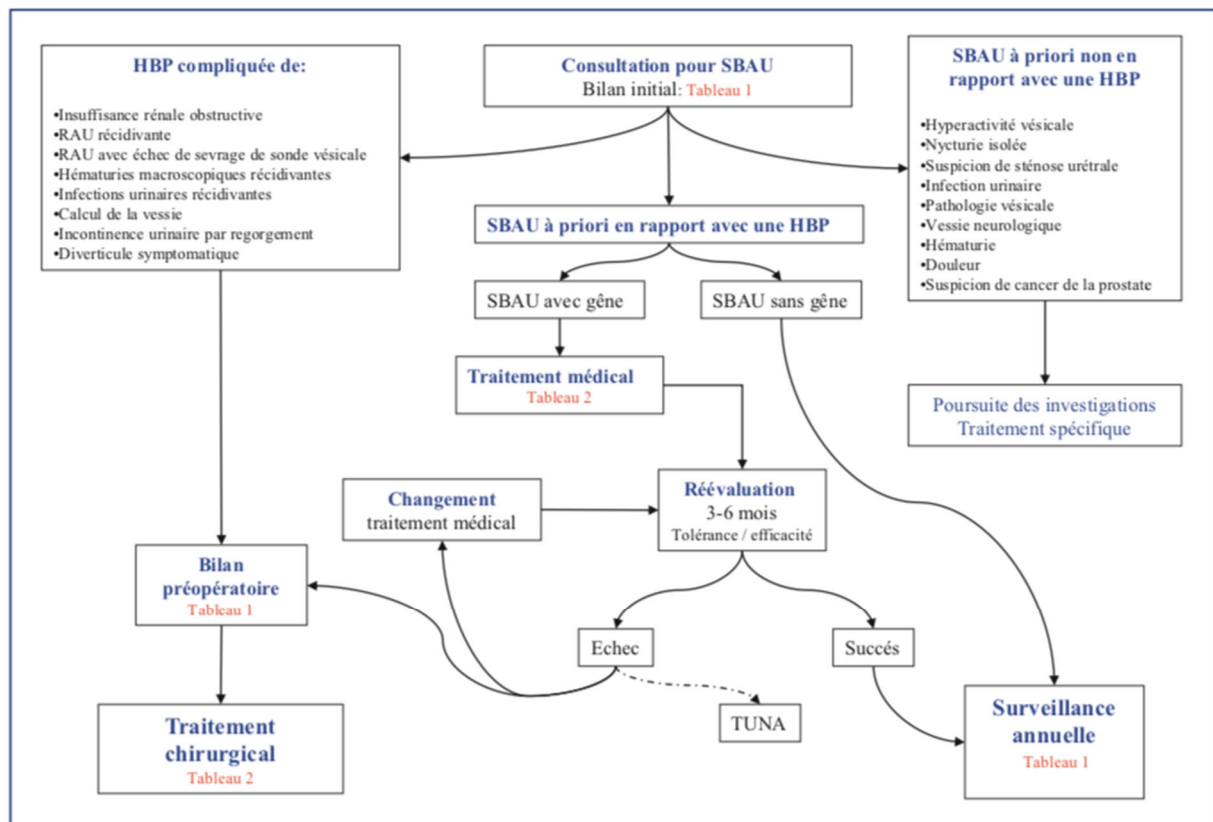 HBP compliquée de:
•Insuffisance rénale obstructive
•RAU récidivante
•RAU avec échec de sevrage de sonde vésicale
•Hématuries macroscopiques récidivantes
•Infections urinaires récidivantes
•Calcul de la vessie
•Incontinence urinaire par regorgement
•Diverticule symptomatique
Consultation pour SBAU
Bilan initial: Tableau 1
SBAU à priori non en
rapport avec une HBP
•Hyperactivité vésicale
•Nycturie isolée
•Suspicion de sténose urétrale
•Infection urinaire
•Pathologie vésicale
•Vessie neurologique
•Hématurie
•Douleur
•Suspicion de cancer de la prostate
SBAU à priori en rapport avec une HBP
SBAU avec gêne
SBAU sans gêne
Traitement médical
Tableau 2
Poursuite des investigations
Traitement spécifique
Changement
traitement médical
Réévaluation
3-6 mois
Tolérance / efficacité
Bilan
préopératoire
Tableau 1
Echec
Succés
TUNA
Traitement
chirurgical
Tableau 2
Surveillance
annuelle
Tableau 1